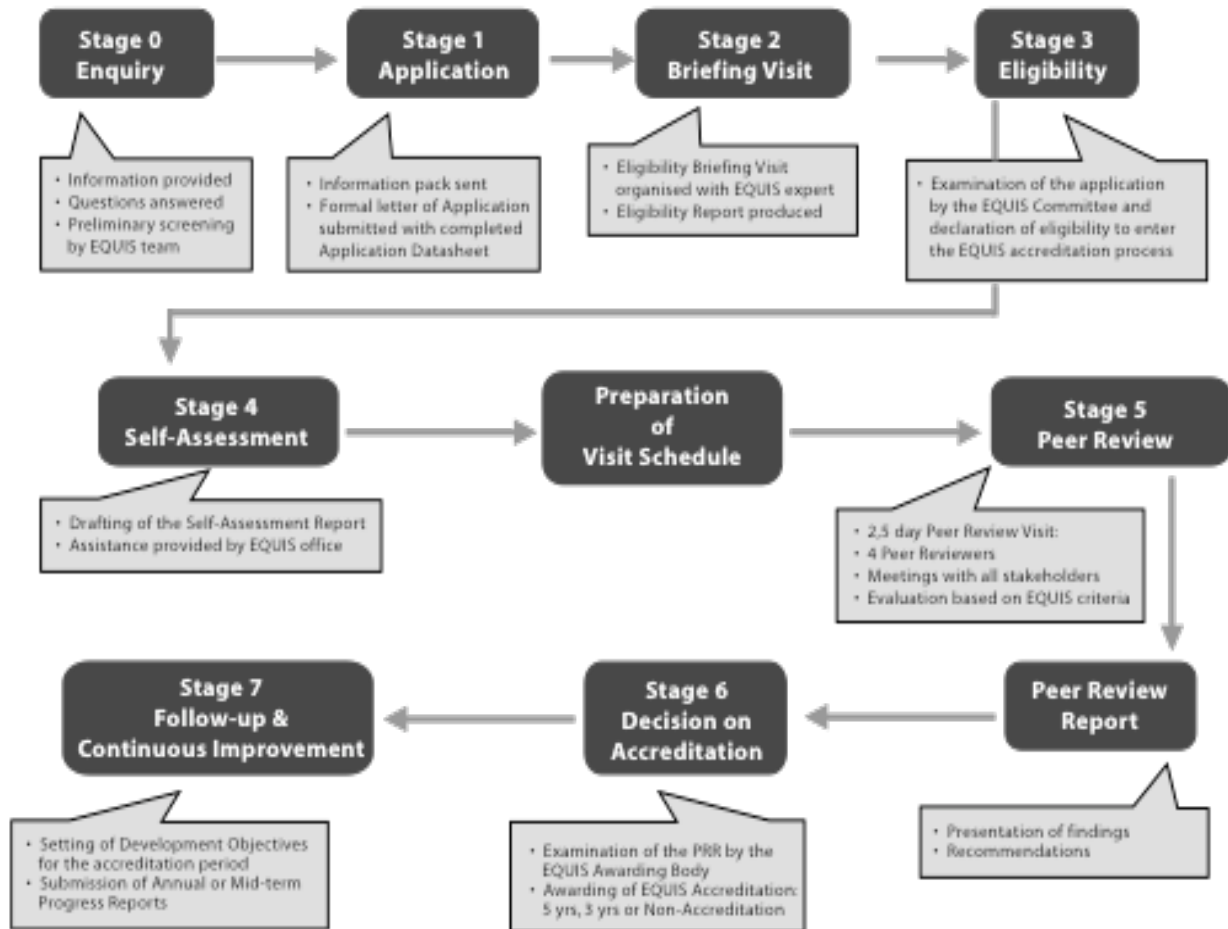 Stage 0
Enquiry
Stage 1
Application
Stage 2
Briefing Visit
Stage 3
Eligibility
• Information provided
• Questions answered
• Preliminary screening
by EQUIS team
• Information pack sent
• Formal letter of Application
submitted with completed
Application Datasheet
• Eligibility Briefing Visit
organised with EQUIS expert
• Eligibility Report produced
• Examination of the application
by the EQUIS Committee and
declaration of eligibility to enter
the EQUIS accreditation process
Stage 4
Self-Assessment
Preparation
of
Visit Schedule
Stage 5
Peer Review
• Drafting of the Self-Assessment Report
• Assistance provided by EQUIS office
• 2,5 day Peer Review Visit:
• 4 Peer Reviewers
• Meetings with all stakeholders
• Evaluation based on EQUIS criteria
Stage 7
Follow-up &
Continuous Improvement
Stage 6
Decision on
Accreditation
Peer Review
Report
• Setting of Development Objectives
for the accreditation period
• Submission of Annual or Mid-term
Progress Reports
• Examination of the PRR by the
EQUIS Awarding Body
• Awarding of EQUIS Accreditation:
5 yrs, 3 yrs or Non-Accreditation
• Presentation of findings
• Recommendations